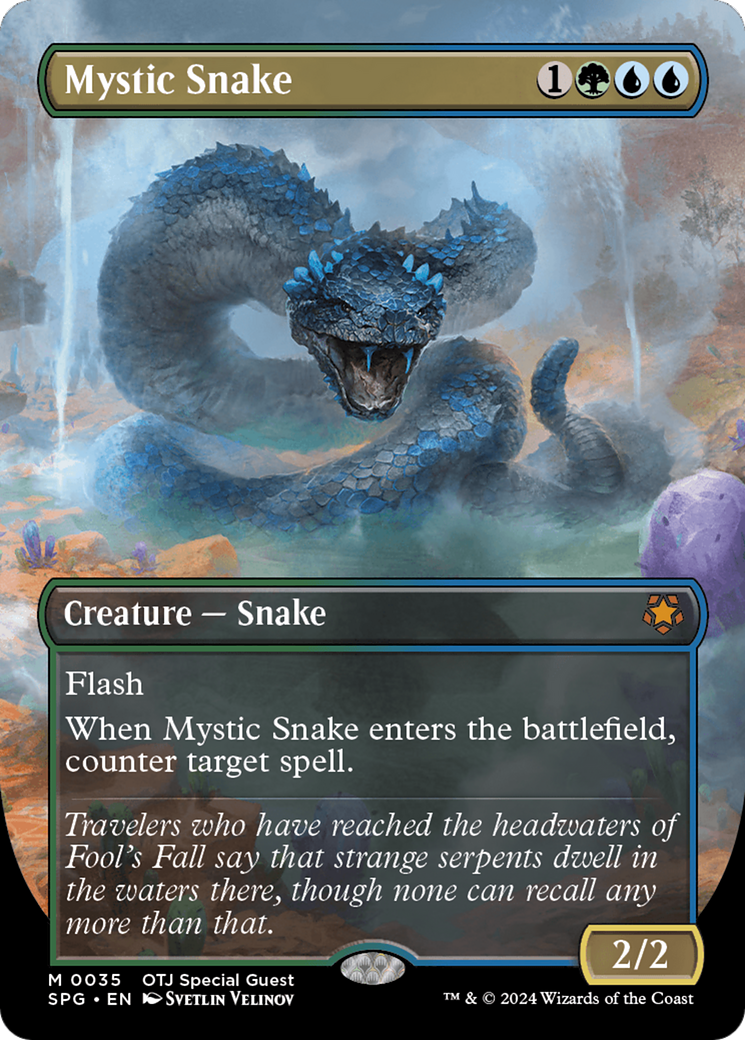 Mystic Snake 1
Creature — Snake
Flash
When Mystic Snake enters the battlefield,
counter target spell.
Travelers who have reached the headwaters of
Fool's Fall say that strange serpents dwell in
the waters there, though none can recall any
more than that.
2/2
M 0035 OTJ Special Guest
SPG • EN Svetlin Velinov ™ & © 2024 Wizards of the Coast